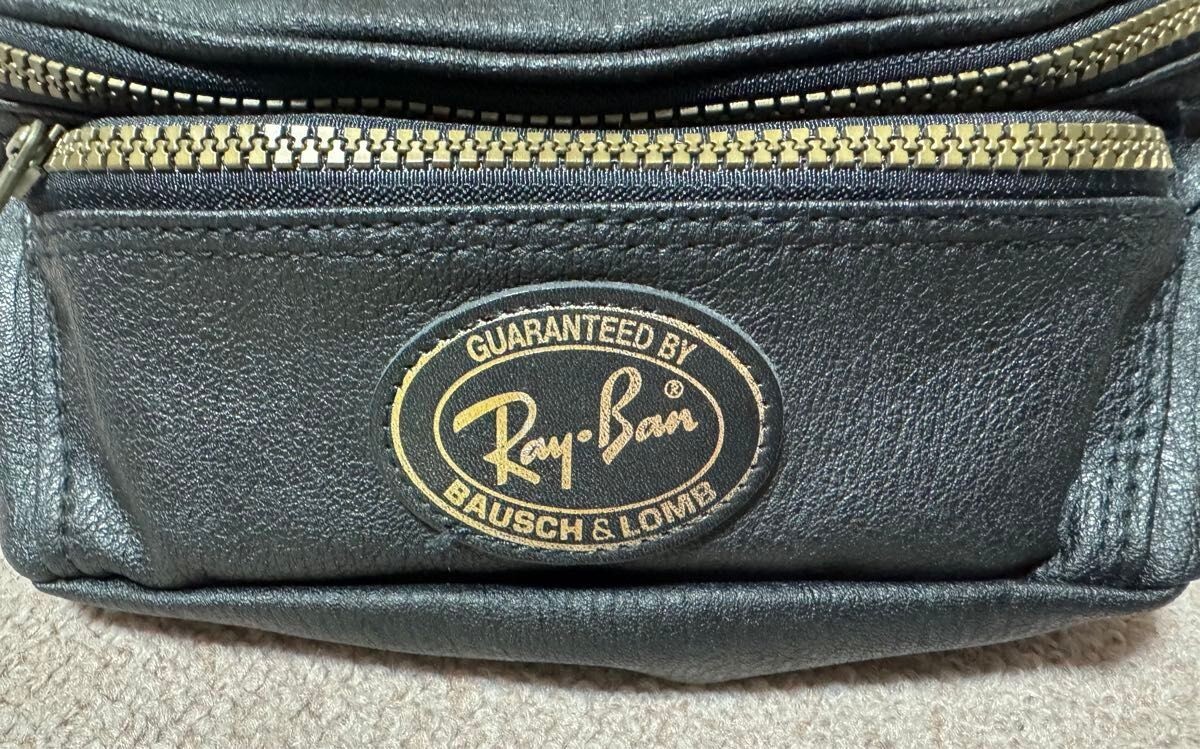 GUARANTEED BY
Ray-Ban®
BAUSCH & LOMB